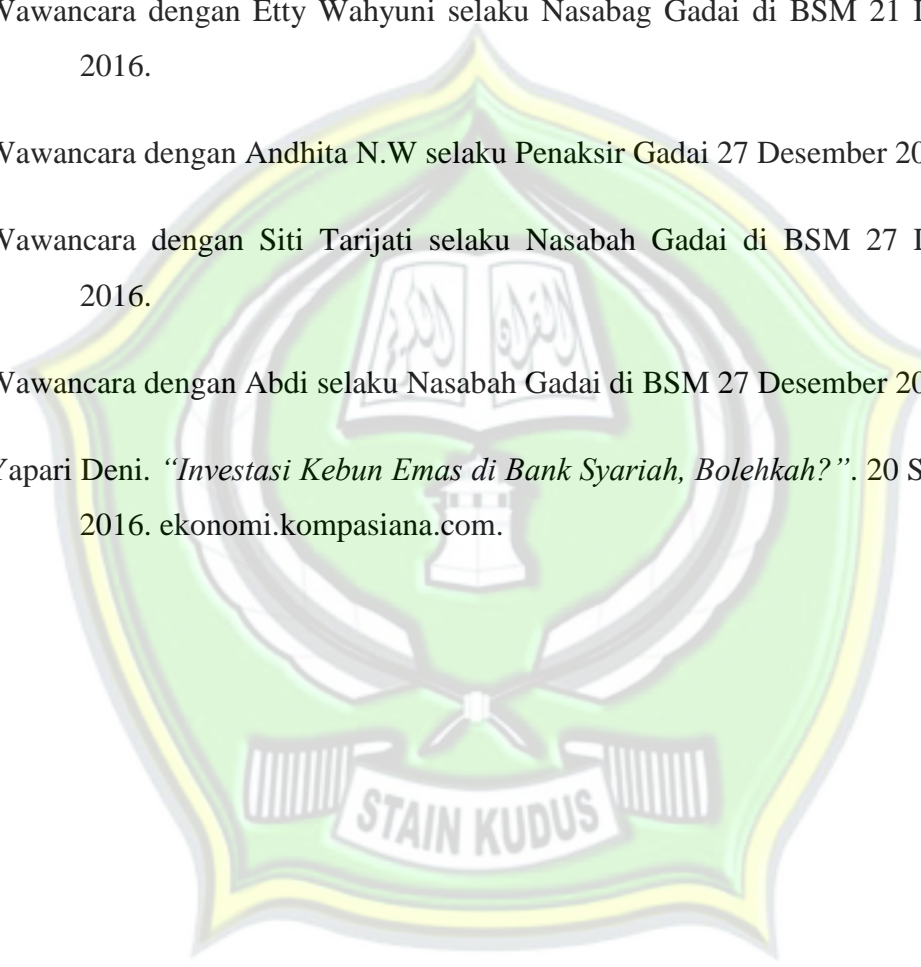 Wawancara dengan Etty Wahyuni selaku Nasabag Gadai di BSM 21
2016.
Wawancara dengan Andhita N.W selaku Penaksir Gadai 27 Desember 20
Wawancara dengan Siti Tarijati selaku Nasabah Gadai di BSM 27
2016.
Wawancara dengan Abdi selaku Nasabah Gadai di BSM 27 Desember 20
Yapari Deni. “Investasi Kebun Emas di Bank Syariah, Bolehkah?”. 20 S
2016. ekonomi.kompasiana.com.
STAIN KUDUS